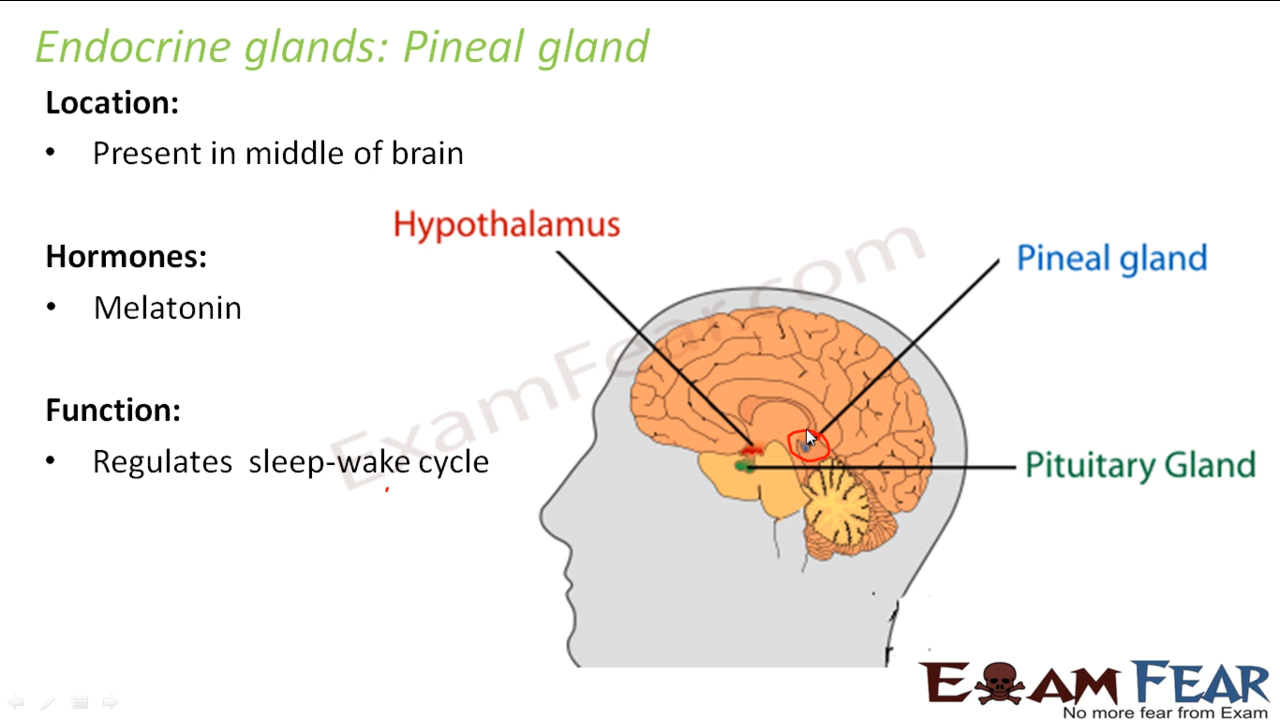 Endocrine glands: Pineal gland
Location:
• Present in middle of brain
Hormones:
• Melatonin
Function:
• Regulates sleep-wake cycle
Hypothalamus
Pineal gland
Pituitary Gland
ExamFear.com
EXAM FEAR
No more fear from Exam